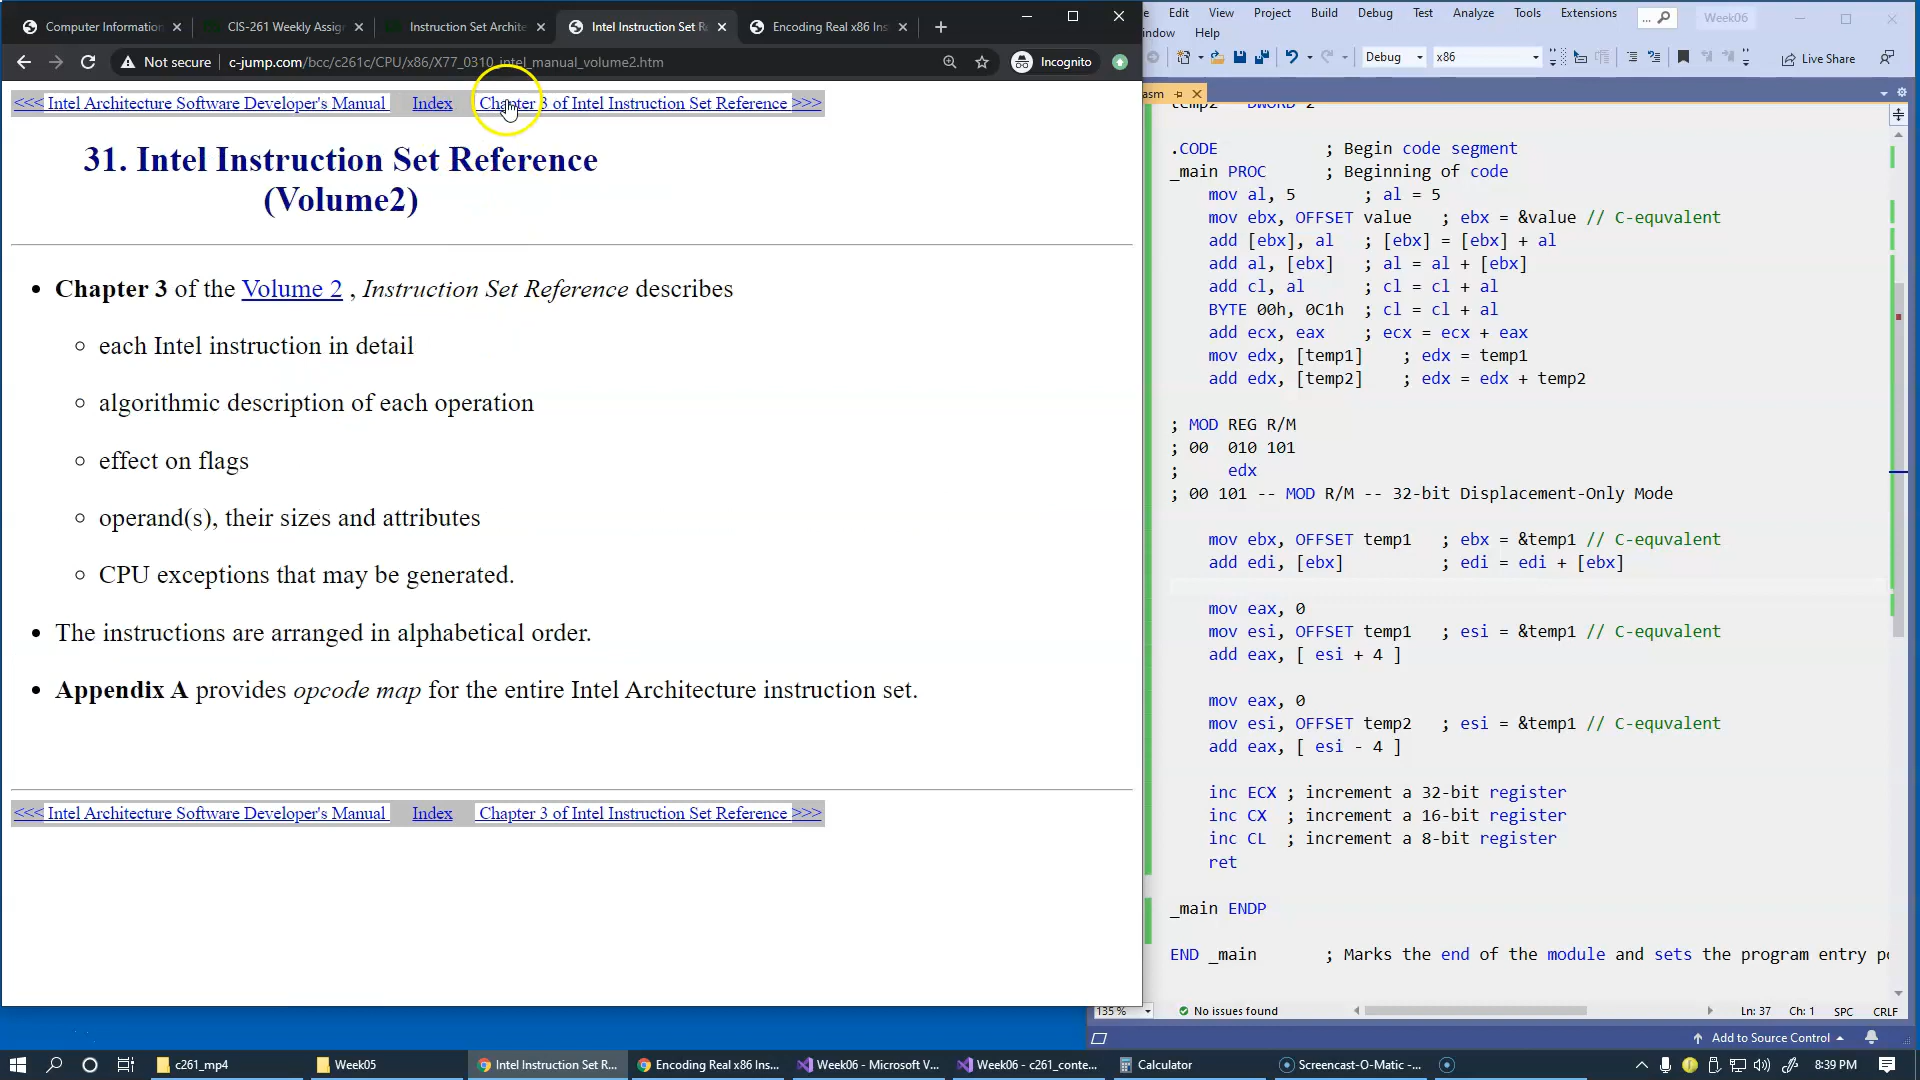 Computer Information
CIS-261 Weekly Assign
Instruction Set Archite
Intel Instruction Set R
Encoding Real x86 Ins
Not secure
c-jump.com/bcc/c261c/CPU/x86/X77_0310_intel_manual_volume2.htm
Incognito
<<< Intel Architecture Software Developer's Manual Index Chapter 3 of Intel Instruction Set Reference >>>
31. Intel Instruction Set Reference
(Volume2)
• Chapter 3 of the Volume 2 , Instruction Set Reference describes
○ each Intel instruction in detail
○ algorithmic description of each operation
○ effect on flags
○ operand(s), their sizes and attributes
○ CPU exceptions that may be generated.
• The instructions are arranged in alphabetical order.
• Appendix A provides opcode map for the entire Intel Architecture instruction set.
<<< Intel Architecture Software Developer's Manual Index Chapter 3 of Intel Instruction Set Reference >>>
Edit View Project Build Debug Test Analyze Tools Extensions
...
Week06
indow Help
Debug
x86
Live Share
asm
temp2 DWORD 2
.CODE ; Begin code segment
_main PROC ; Beginning of code
mov al, 5 ; al = 5
mov ebx, OFFSET value ; ebx = &value // C-equvalent
add [ebx], al ; [ebx] = [ebx] + al
add al, [ebx] ; al = al + [ebx]
add cl, al ; cl = cl + al
BYTE 00h, 0C1h ; cl = cl + al
add ecx, eax ; ecx = ecx + eax
mov edx, [temp1] ; edx = temp1
add edx, [temp2] ; edx = edx + temp2
; MOD REG R/M
; 00 010 101
; edx
; 00 101 -- MOD R/M -- 32-bit Displacement-Only Mode
mov ebx, OFFSET temp1 ; ebx = &temp1 // C-equvalent
add edi, [ebx] ; edi = edi + [ebx]
mov eax, 0
mov esi, OFFSET temp1 ; esi = &temp1 // C-equvalent
add eax, [ esi + 4 ]
mov eax, 0
mov esi, OFFSET temp2 ; esi = &temp1 // C-equvalent
add eax, [ esi - 4 ]
inc ECX ; increment a 32-bit register
inc CX ; increment a 16-bit register
inc CL ; increment a 8-bit register
ret
_main ENDP
END _main ; Marks the end of the module and sets the program entry po
135 %
No issues found
Ln: 37 Ch: 1 SPC CRLF
Add to Source Control
c261_mp4
Week05
Intel Instruction Set R...
Encoding Real x86 Ins...
Week06 - Microsoft V...
Week06 - c261_conte...
Calculator
Screencast-O-Matic -...
8:39 PM